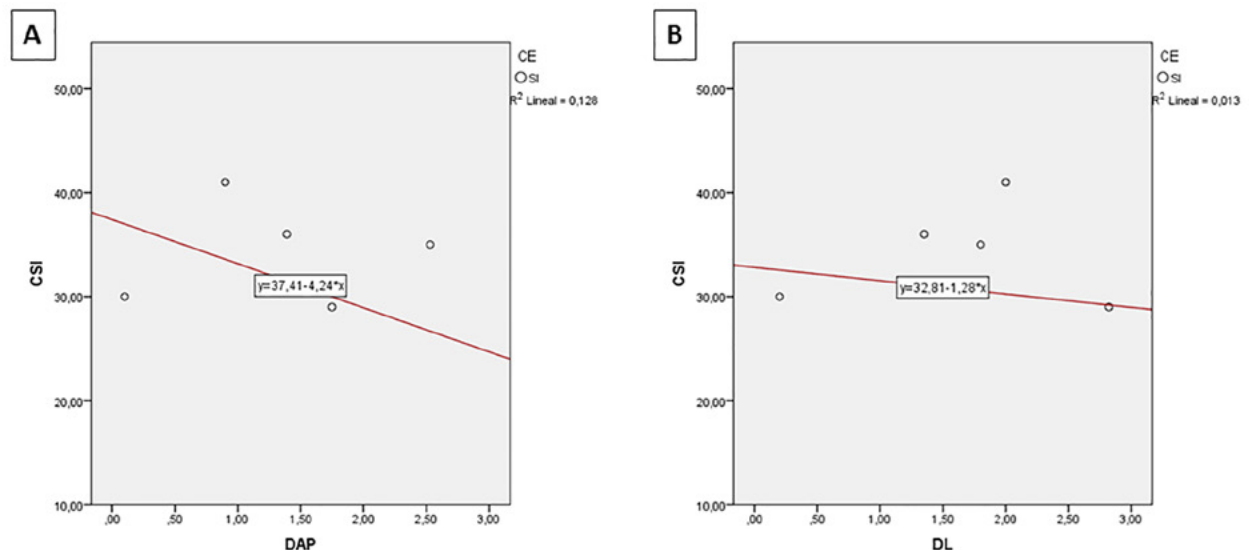 A
CE
SI
R² Lineal = 0,128
50,00
40,00
30,00
20,00
10,00
CSI
y=37,41-4,24*x
,00 ,50 1,00 1,50 2,00 2,50 3,00
DAP
B
CE
SI
R² Lineal = 0,013
50,00
40,00
30,00
20,00
10,00
CSI
y=32,81-1,28*x
,00 ,50 1,00 1,50 2,00 2,50 3,00
DL